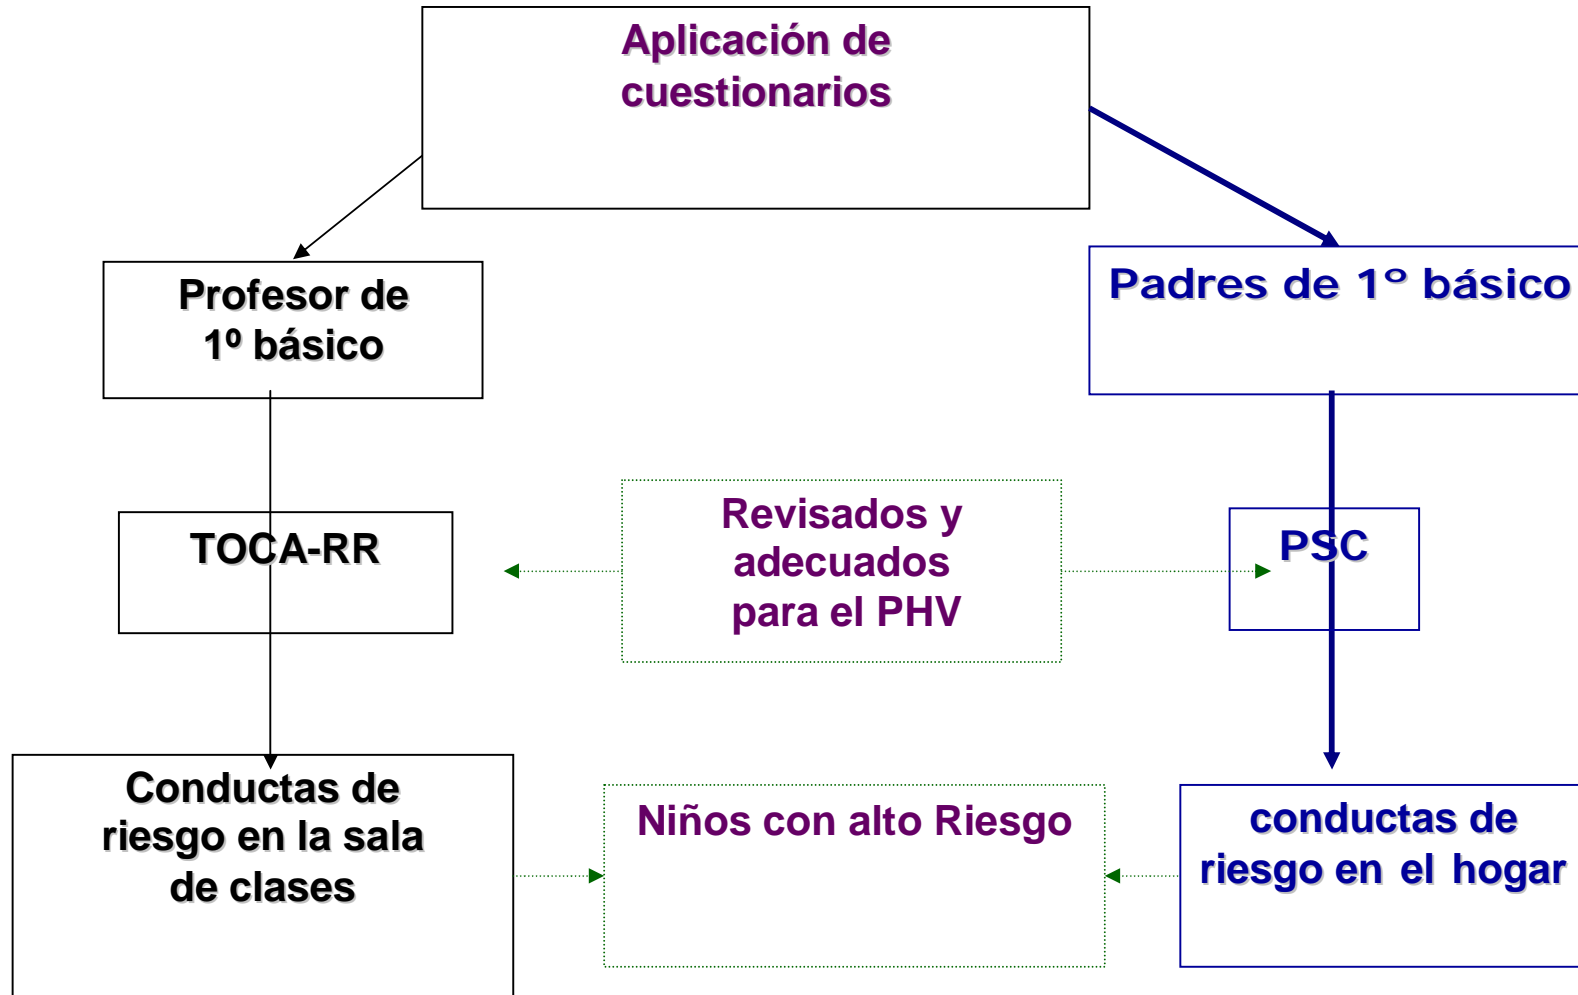 Aplicación de
cuestionarios
Profesor de
1º básico
Padres de 1º básico
TOCA-RR
Revisados y
adecuados
para el PHV
PSC
Conductas de
riesgo en la sala
de clases
Niños con alto Riesgo
conductas de
riesgo en el hogar